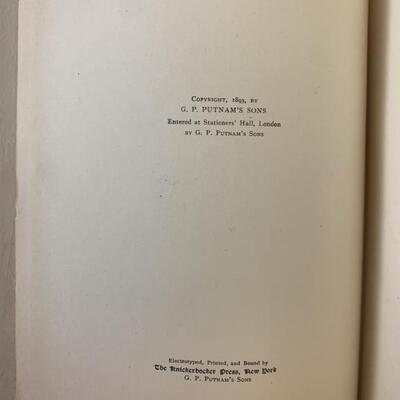 Copyright, 1895, by
G. P. PUTNAM'S SONS
Entered at Stationers' Hall, London
by G. P. Putnam's Sons
Electrotyped, Printed, and Bound by
The Knickerbocker Press, New York
G. P. Putnam's Sons